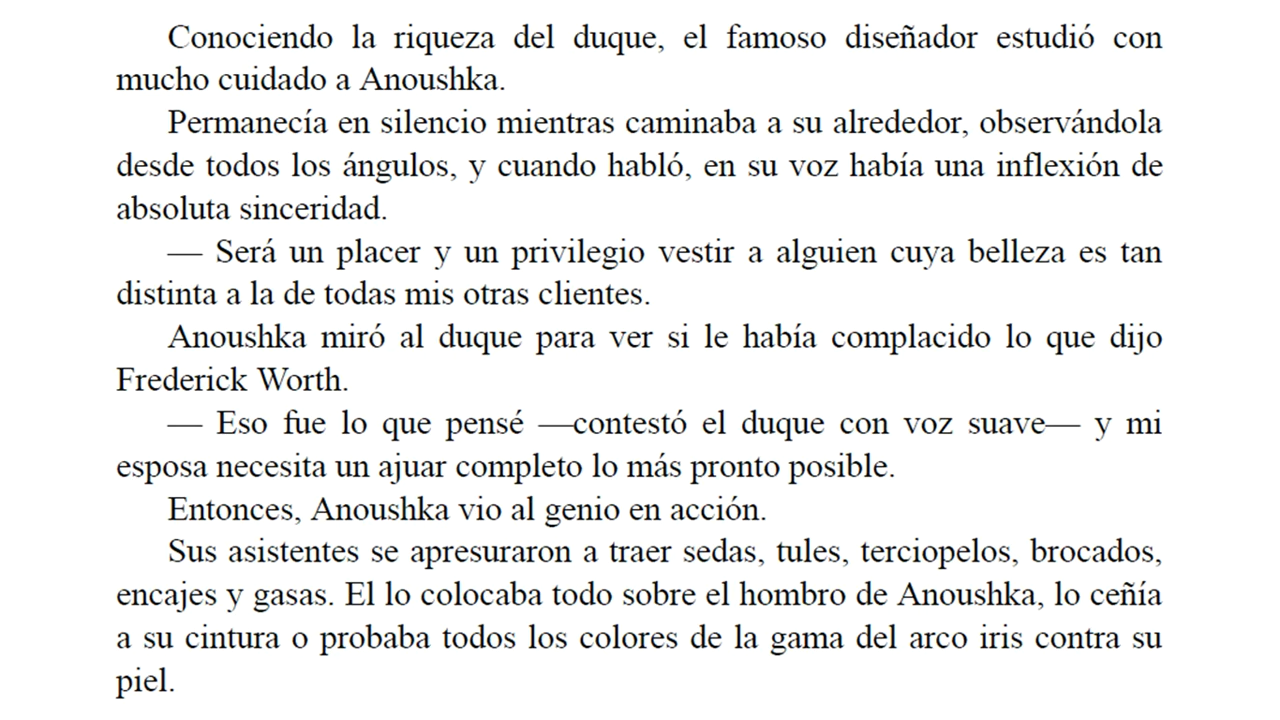 Conociendo la riqueza del duque, el famoso diseñador estudió con
mucho cuidado a Anoushka.
Permanecía en silencio mientras caminaba a su alrededor, observándola
desde todos los ángulos, y cuando habló, en su voz había una inflexión de
absoluta sinceridad.
— Será un placer y un privilegio vestir a alguien cuya belleza es tan
distinta a la de todas mis otras clientes.
Anoushka miró al duque para ver si le había complacido lo que dijo
Frederick Worth.
— Eso fue lo que pensé —contestó el duque con voz suave— y mi
esposa necesita un ajuar completo lo más pronto posible.
Entonces, Anoushka vio al genio en acción.
Sus asistentes se apresuraron a traer sedas, tules, terciopelos, brocados,
encajes y gasas. El lo colocaba todo sobre el hombro de Anoushka, lo ceñía
a su cintura o probaba todos los colores de la gama del arco iris contra su
piel.